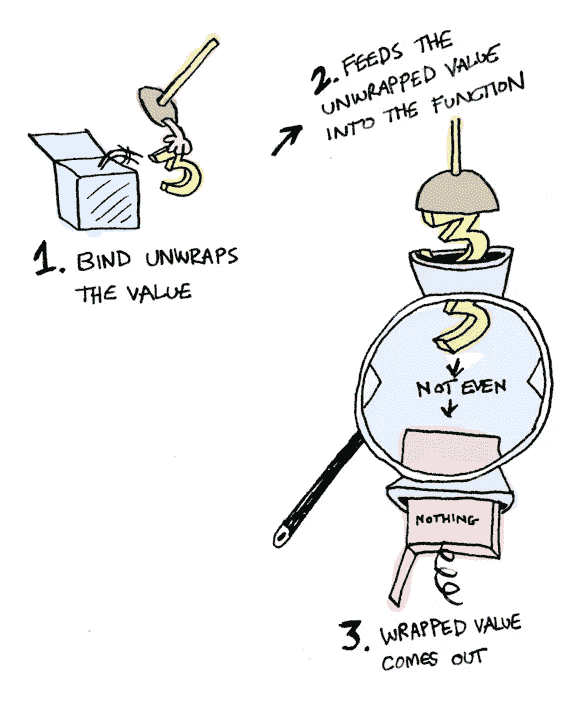 3
1. BIND UNWRAPS
THE VALUE
2. FEEDS THE
UNWRAPPED VALUE
INTO THE FUNCTION
3
3
NOT EVEN
NOTHING
3. WRAPPED VALUE
COMES OUT